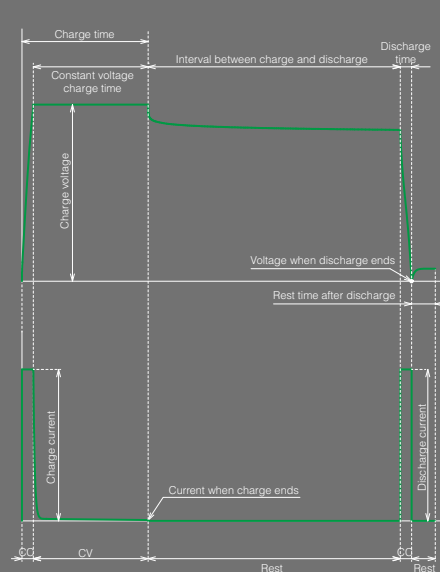 Charge time
Discharge
time
Interval between charge and discharge
Constant voltage
charge time
Charge voltage
Voltage when discharge ends
Rest time after discharge
Charge current
Discharge current
Current when charge ends
CC
CV
CC
Rest
Rest